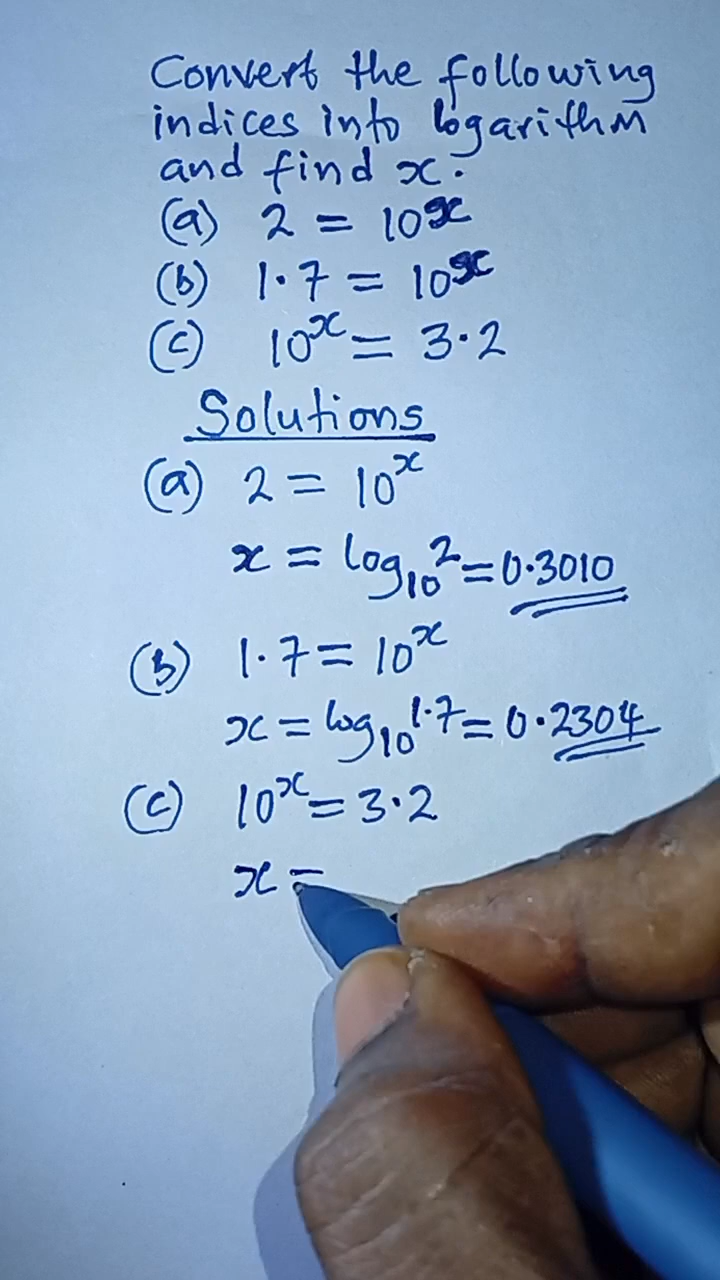 Convert the following
indices into logarithm
and find x.
(a) 2 = 10^x
(b) 1.7 = 10^x
(c) 10^x = 3.2
Solutions
(a) 2 = 10^x
x = log₁₀2 = 0.3010
(b) 1.7 = 10^x
x = log₁₀1.7 = 0.2304
(c) 10^x = 3.2
x =